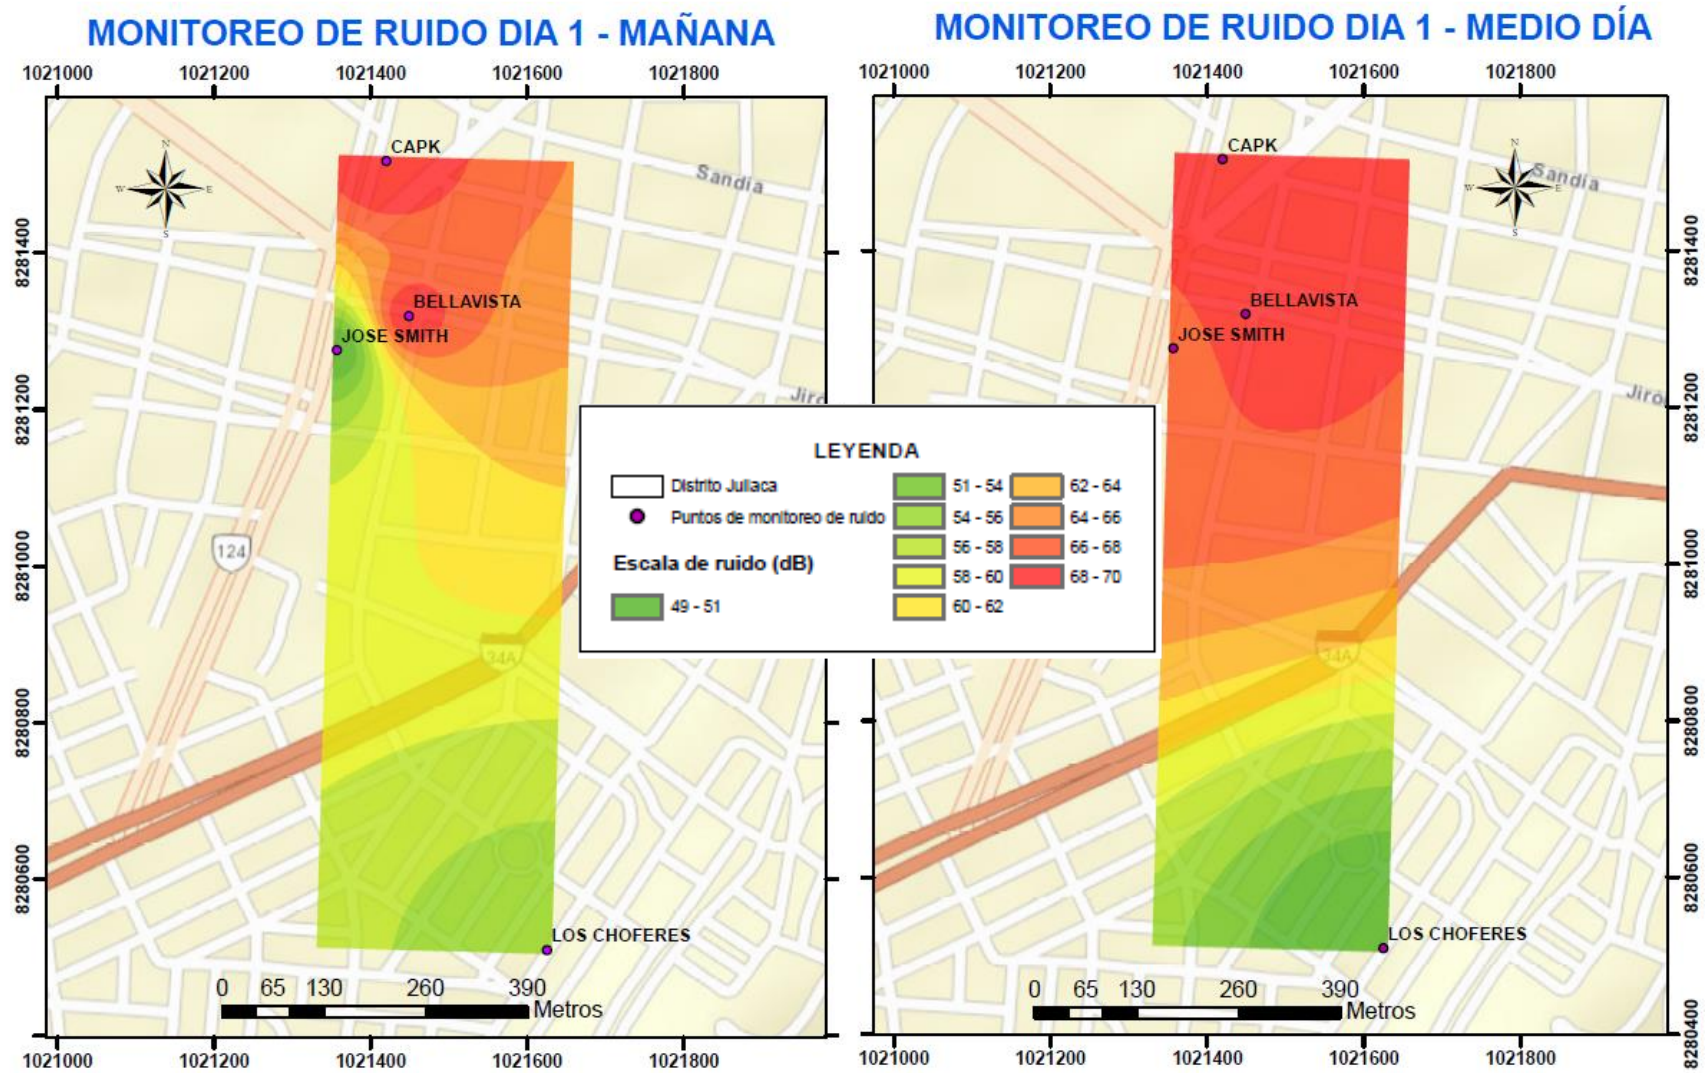 MONITOREO DE RUIDO DIA 1 - MAÑANA
1021000 1021200 1021400 1021600 1021800
8281400
8281200
8281000
8280800
8280600
N
W E
S
CAPK
Sandia
BELLAVISTA
JOSE SMITH
124
34A
LOS CHOFERES
0 65 130 260 390
Metros
1021000 1021200 1021400 1021600 1021800
MONITOREO DE RUIDO DIA 1 - MEDIO DÍA
1021000 1021200 1021400 1021600 1021800
N
W E
S
CAPK
Sandia
BELLAVISTA
JOSE SMITH
34A
LOS CHOFERES
0 65 130 260 390
Metros
8281400
8281200
8281000
8280800
8280600
8280400
1021000 1021200 1021400 1021600 1021800
LEYENDA
Distrito Juliaca
Puntos de monitoreo de ruido
Escala de ruido (dB)
49 - 51
51 - 54
54 - 56
56 - 58
58 - 60
60 - 62
62 - 64
64 - 66
66 - 68
68 - 70